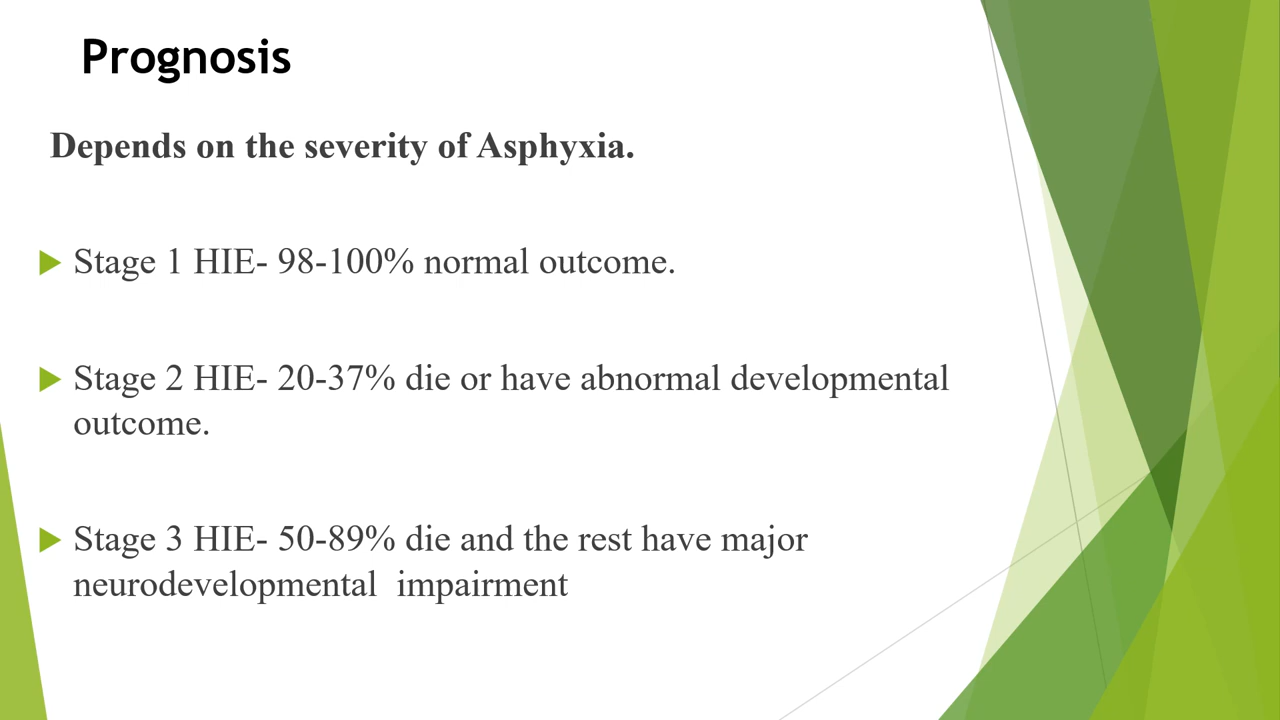 Prognosis
Depends on the severity of Asphyxia.
Stage 1 HIE- 98-100% normal outcome.
Stage 2 HIE- 20-37% die or have abnormal developmental
outcome.
Stage 3 HIE- 50-89% die and the rest have major
neurodevelopmental  impairment